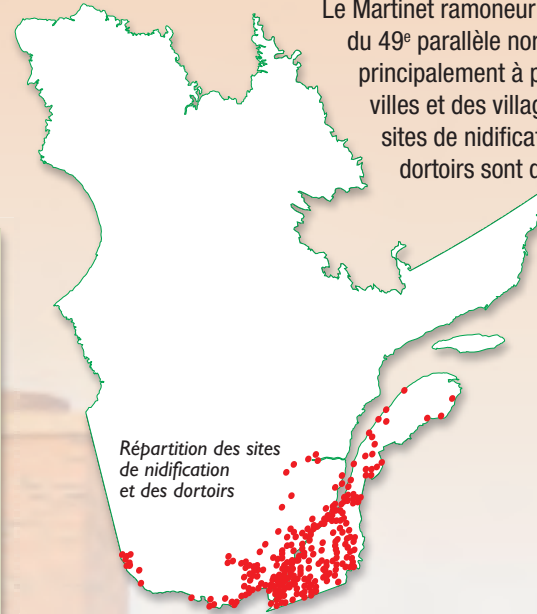 Le Martinet ramoneur
du 49e parallèle nor
principalement à p
villes et des villag
sites de nidificat
dortoirs sont d
Répartition des sites
de nidification
et des dortoirs